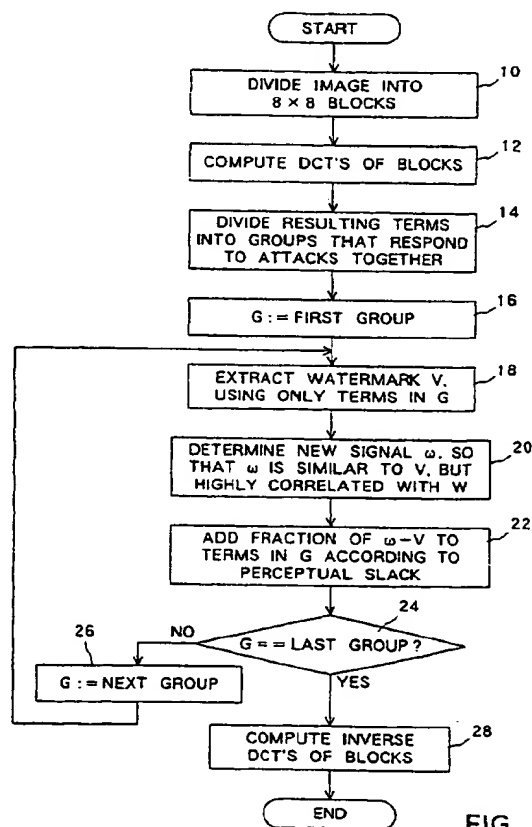 START
10
DIVIDE IMAGE INTO
8 × 8 BLOCKS
12
COMPUTE DCT'S OF BLOCKS
14
DIVIDE RESULTING TERMS
INTO GROUPS THAT RESPOND
TO ATTACKS TOGETHER
16
G := FIRST GROUP
18
EXTRACT WATERMARK V,
USING ONLY TERMS IN G
20
DETERMINE NEW SIGNAL ω, SO
THAT ω IS SIMILAR TO V, BUT
HIGHLY CORRELATED WITH W
22
ADD FRACTION OF ω-V TO
TERMS IN G ACCORDING TO
PERCEPTUAL SLACK
24
G == LAST GROUP?
NO
26
G := NEXT GROUP
YES
28
COMPUTE INVERSE
DCT'S OF BLOCKS
END
FIG